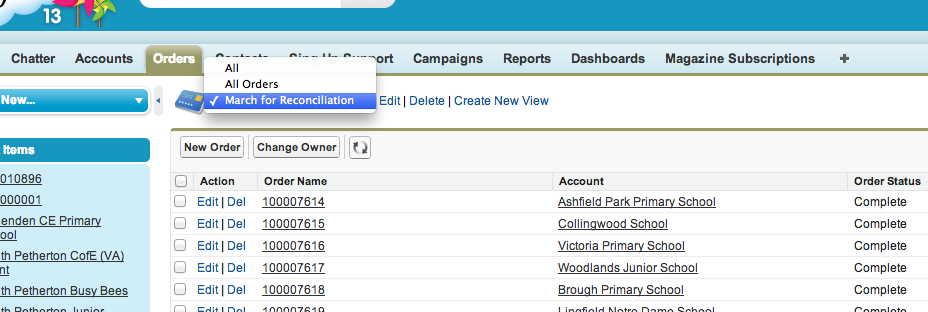 13
Chatter Accounts Orders Contacts Sing Up Support Campaigns Reports Dashboards Magazine Subscriptions +
All
All Orders
✓ March for Reconciliation
Edit | Delete | Create New View
New...
New Order Change Owner
Items
010896
000001
enden CE Primary
ool
th Petherton CofE (VA)
nt
th Petherton Busy Bees
th Petherton Junior
Action Order Name Account Order Status
Edit | Del 100007614 Ashfield Park Primary School Complete
Edit | Del 100007615 Collingwood School Complete
Edit | Del 100007616 Victoria Primary School Complete
Edit | Del 100007617 Woodlands Junior School Complete
Edit | Del 100007618 Brough Primary School Complete
Edit | Del 100007619 Lingfield Notre Dame School Complete